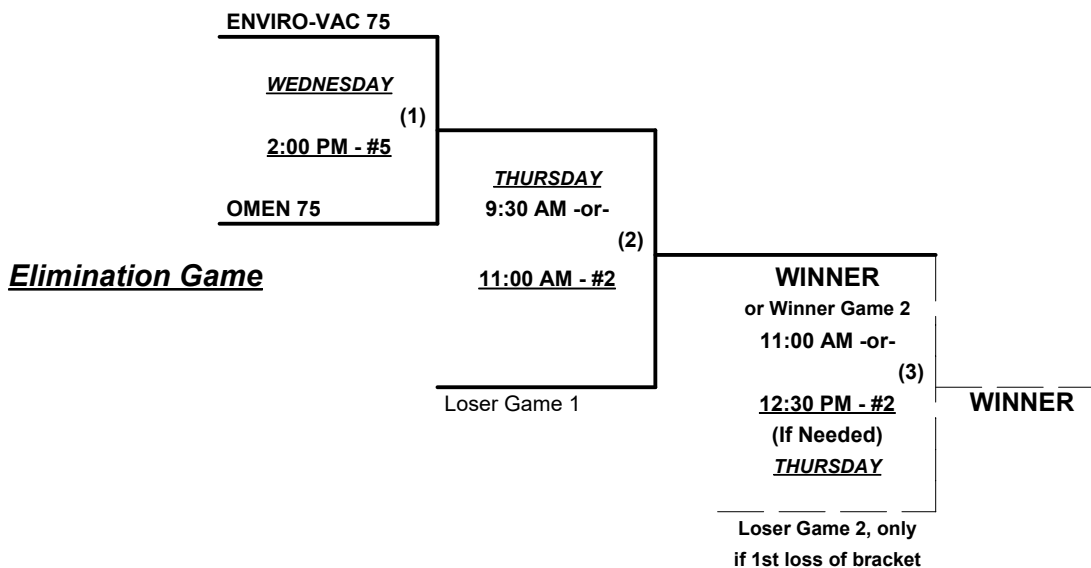 ENVIRO-VAC 75
WEDNESDAY
(1)
2:00 PM - #5
OMEN 75
THURSDAY
9:30 AM -or-
(2)
11:00 AM - #2
Elimination Game
WINNER
or Winner Game 2
11:00 AM -or-
(3)
12:30 PM - #2
(If Needed)
THURSDAY
WINNER
Loser Game 1
Loser Game 2, only
if 1st loss of bracket